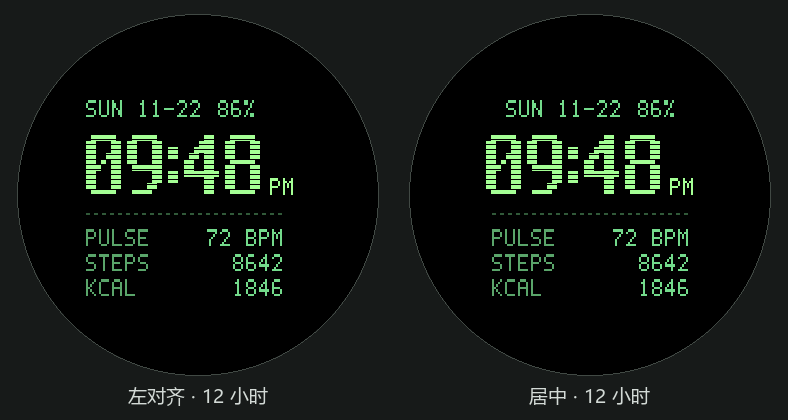 SUN 11-22 86%
09:48 PM
PULSE 72 BPM
STEPS 8642
KCAL 1846
左对齐 · 12 小时
SUN 11-22 86%
09:48 PM
PULSE 72 BPM
STEPS 8642
KCAL 1846
居中 · 12 小时